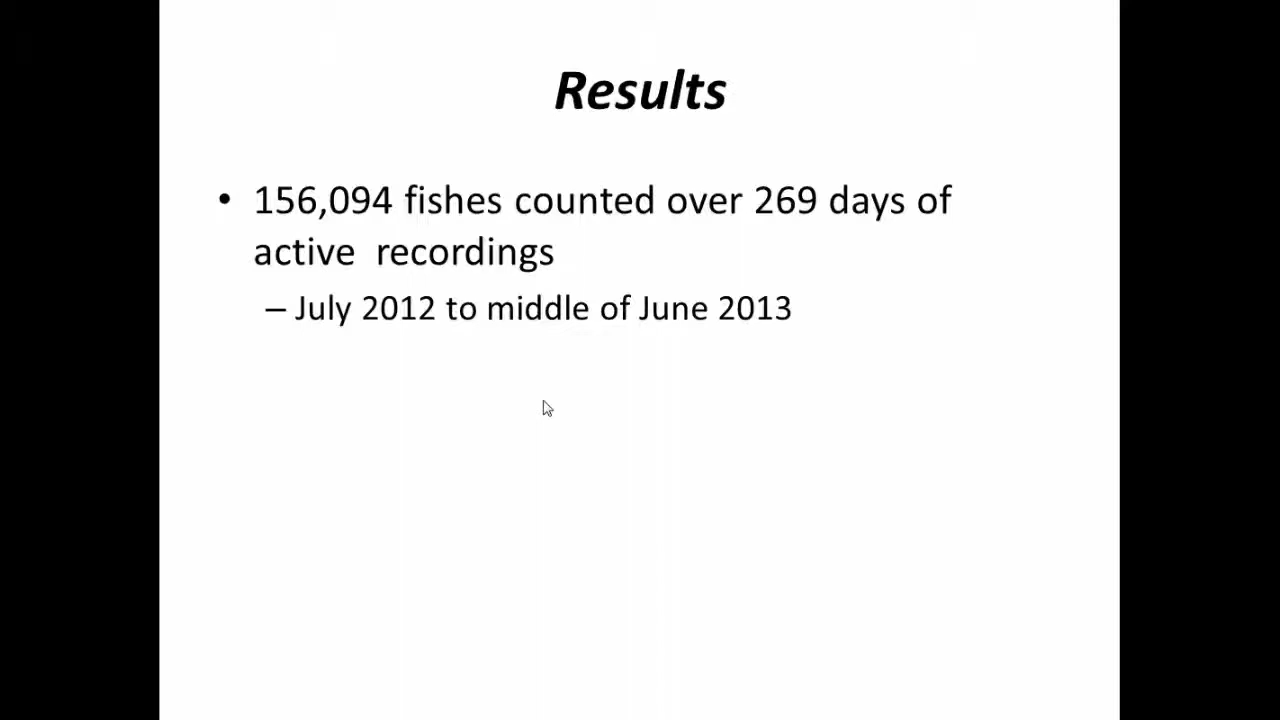 Results
• 156,094 fishes counted over 269 days of
active recordings
– July 2012 to middle of June 2013